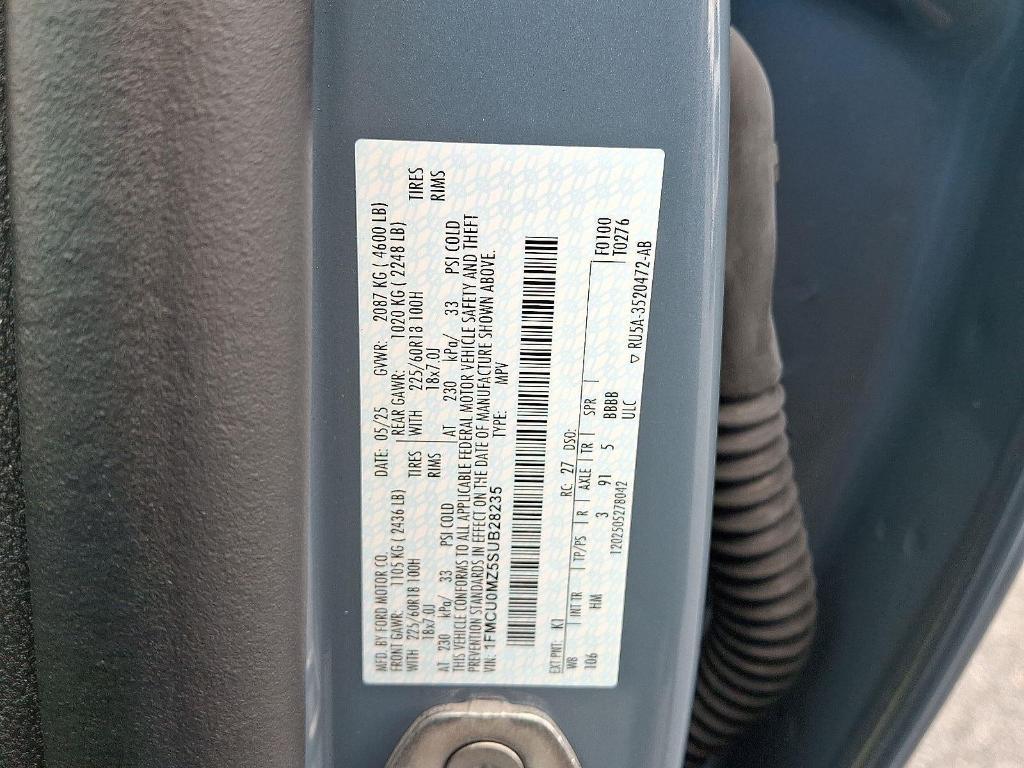 MFD. BY FORD MOTOR CO. DATE: 05/25 GVWR: 2087 KG ( 4600 LB)
FRONT GAWR: 1105 KG ( 2436 LB) REAR GAWR: 1020 KG ( 2248 LB)
WITH 225/60R18 100H TIRES WITH 225/60R18 100H TIRES
18x7.0J RIMS 18x7.0J RIMS
AT 230 kPa/ 33 PSI COLD AT 230 kPa/ 33 PSI COLD
THIS VEHICLE CONFORMS TO ALL APPLICABLE FEDERAL MOTOR VEHICLE SAFETY AND THEFT
PREVENTION STANDARDS IN EFFECT ON THE DATE OF MANUFACTURE SHOWN ABOVE.
VIN: 1FMCU0MZ5SUB28235 TYPE: MPV
EXT PNT: K1 RC: 27 DSO: F0100
WB INT TR TP/PS R AXLE TR SPR T0276
106 HM 3 91 5 BBBB
1202505278042 ULC ▽ RU5A-3520472-AB